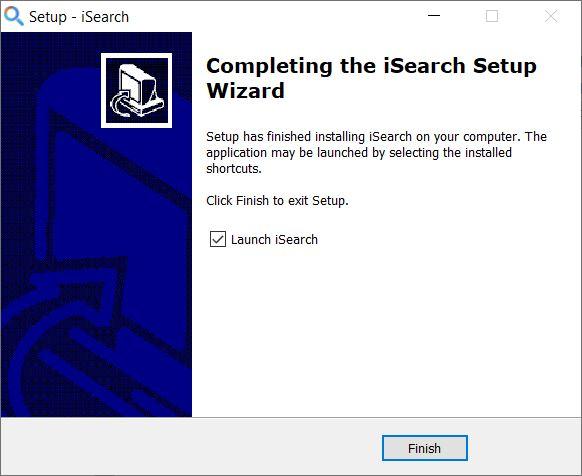 Setup - iSearch
Completing the iSearch Setup
Wizard
Setup has finished installing iSearch on your computer. The
application may be launched by selecting the installed
shortcuts.
Click Finish to exit Setup.
Launch iSearch
Finish